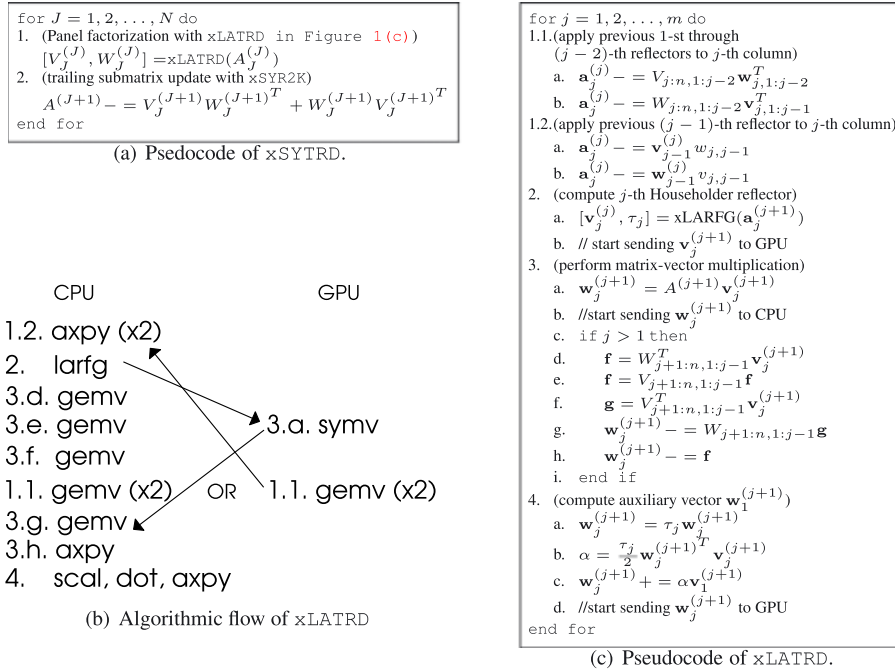 for J = 1, 2, . . . , N do
1. (Panel factorization with xLATRD in Figure 1(c))
[V_J^{(J)}, W_J^{(J)}] =xLATRD(A_J^{(J)})
2. (trailing submatrix update with xSYR2K)
A^{(J+1)} − = V_J^{(J+1)} W_J^{(J+1)^T} + W_J^{(J+1)} V_J^{(J+1)^T}
end for
(a) Psedocode of xSYTRD.
CPU GPU
1.2. axpy (x2)
2. larfg
3.d. gemv
3.e. gemv 3.a. symv
3.f. gemv
1.1. gemv (x2) OR 1.1. gemv (x2)
3.g. gemv
3.h. axpy
4. scal, dot, axpy
(b) Algorithmic flow of xLATRD
for j = 1, 2, . . . , m do
1.1.(apply previous 1-st through
(j − 2)-th reflectors to j-th column)
a. a_j^{(j)} − = V_{j:n,1:j−2} w_{j,1:j−2}^T
b. a_j^{(j)} − = W_{j:n,1:j−2} v_{j,1:j−1}^T
1.2.(apply previous (j − 1)-th reflector to j-th column)
a. a_j^{(j)} − = v_{j−1}^{(j)} w_{j,j−1}
b. a_j^{(j)} − = w_{j−1}^{(j)} v_{j,j−1}
2. (compute j-th Householder reflector)
a. [v_j^{(j)}, τ_j] = xLARFG(a_j^{(j+1)})
b. // start sending v_j^{(j+1)} to GPU
3. (perform matrix-vector multiplication)
a. w_j^{(j+1)} = A^{(j+1)} v_j^{(j+1)}
b. //start sending w_j^{(j+1)} to CPU
c. if j > 1 then
d. f = W_{j+1:n,1:j−1}^T v_j^{(j+1)}
e. f = V_{j+1:n,1:j−1} f
f. g = V_{j+1:n,1:j−1}^T v_j^{(j+1)}
g. w_j^{(j+1)} − = W_{j+1:n,1:j−1} g
h. w_j^{(j+1)} − = f
i. end if
4. (compute auxiliary vector w_1^{(j+1)})
a. w_j^{(j+1)} = τ_j w_j^{(j+1)}
b. α = \frac{τ_j}{2} w_j^{(j+1)^T} v_j^{(j+1)}
c. w_j^{(j+1)} + = αv_1^{(j+1)}
d. //start sending w_j^{(j+1)} to GPU
end for
(c) Pseudocode of xLATRD.